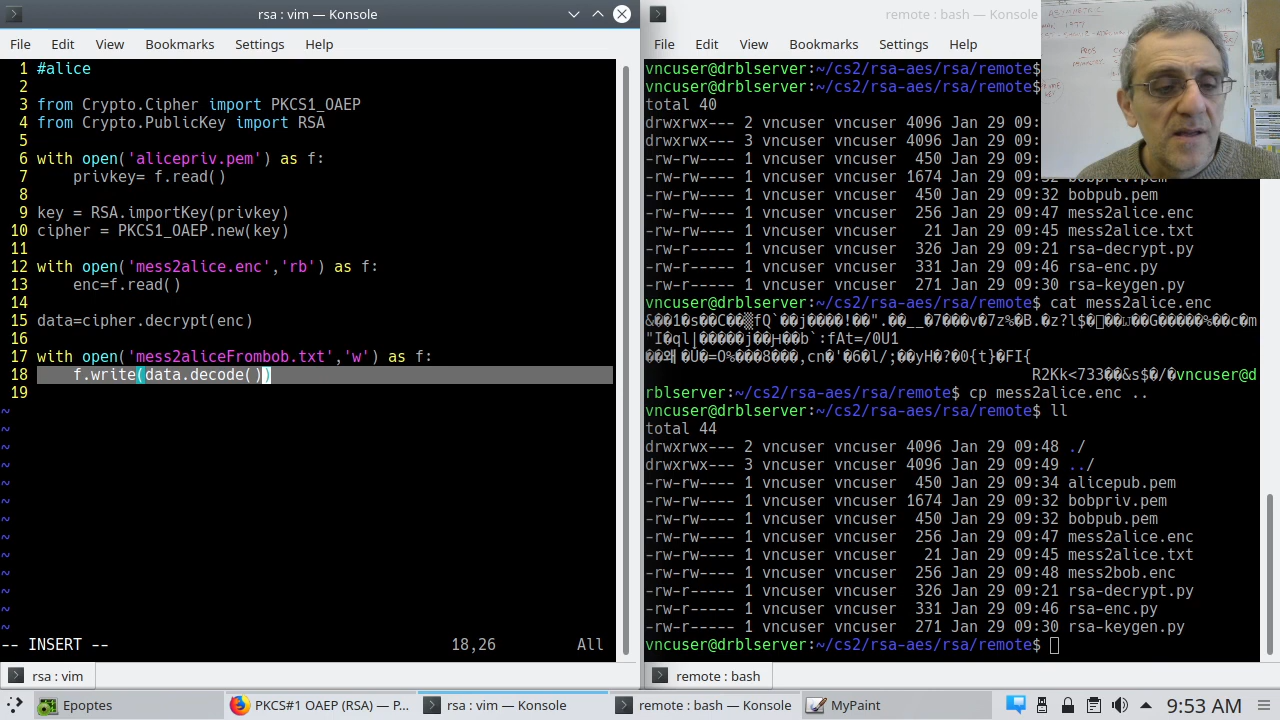 rsa : vim — Konsole
File Edit View Bookmarks Settings Help
1 #alice
2
3 from Crypto.Cipher import PKCS1_OAEP
4 from Crypto.PublicKey import RSA
5
6 with open('alicepriv.pem') as f:
7 privkey= f.read()
8
9 key = RSA.importKey(privkey)
10 cipher = PKCS1_OAEP.new(key)
11
12 with open('mess2alice.enc','rb') as f:
13 enc=f.read()
14
15 data=cipher.decrypt(enc)
16
17 with open('mess2aliceFrombob.txt','w') as f:
18 f.write(data.decode())
19
~
~
~
~
~
~
~
~
~
~
~
~
~
-- INSERT -- 18,26 All
rsa : vim
remote : bash — Konsole
File Edit View Bookmarks Settings Help
vncuser@drblserver:~/cs2/rsa-aes/rsa/remote$
vncuser@drblserver:~/cs2/rsa-aes/rsa/remote$
total 40
drwxrwx--- 2 vncuser vncuser 4096 Jan 29 09:
drwxrwx--- 3 vncuser vncuser 4096 Jan 29 09:
-rw-rw---- 1 vncuser vncuser 450 Jan 29 09:
-rw-rw---- 1 vncuser vncuser 1674 Jan 29 09:32 bobpriv.pem
-rw-rw---- 1 vncuser vncuser 450 Jan 29 09:32 bobpub.pem
-rw-rw---- 1 vncuser vncuser 256 Jan 29 09:47 mess2alice.enc
-rw-rw---- 1 vncuser vncuser 21 Jan 29 09:45 mess2alice.txt
-rw-r----- 1 vncuser vncuser 326 Jan 29 09:21 rsa-decrypt.py
-rw-rw---- 1 vncuser vncuser 331 Jan 29 09:46 rsa-enc.py
-rw-r----- 1 vncuser vncuser 271 Jan 29 09:30 rsa-keygen.py
vncuser@drblserver:~/cs2/rsa-aes/rsa/remote$ cat mess2alice.enc
R2Kk<733��&s$�/�vncuser@d
rblserver:~/cs2/rsa-aes/rsa/remote$ cp mess2alice.enc ..
vncuser@drblserver:~/cs2/rsa-aes/rsa/remote$ ll
total 44
drwxrwx--- 2 vncuser vncuser 4096 Jan 29 09:48 ./
drwxrwx--- 3 vncuser vncuser 4096 Jan 29 09:49 ../
-rw-rw---- 1 vncuser vncuser 450 Jan 29 09:34 alicepub.pem
-rw-rw---- 1 vncuser vncuser 1674 Jan 29 09:32 bobpriv.pem
-rw-rw---- 1 vncuser vncuser 450 Jan 29 09:32 bobpub.pem
-rw-rw---- 1 vncuser vncuser 256 Jan 29 09:47 mess2alice.enc
-rw-rw---- 1 vncuser vncuser 21 Jan 29 09:45 mess2alice.txt
-rw-rw---- 1 vncuser vncuser 256 Jan 29 09:48 mess2bob.enc
-rw-r----- 1 vncuser vncuser 326 Jan 29 09:21 rsa-decrypt.py
-rw-rw---- 1 vncuser vncuser 331 Jan 29 09:46 rsa-enc.py
-rw-r----- 1 vncuser vncuser 271 Jan 29 09:30 rsa-keygen.py
vncuser@drblserver:~/cs2/rsa-aes/rsa/remote$
remote : bash
Epoptes
PKCS#1 OAEP (RSA) — P...
rsa : vim — Konsole
remote : bash — Konsole
MyPaint
9:53 AM